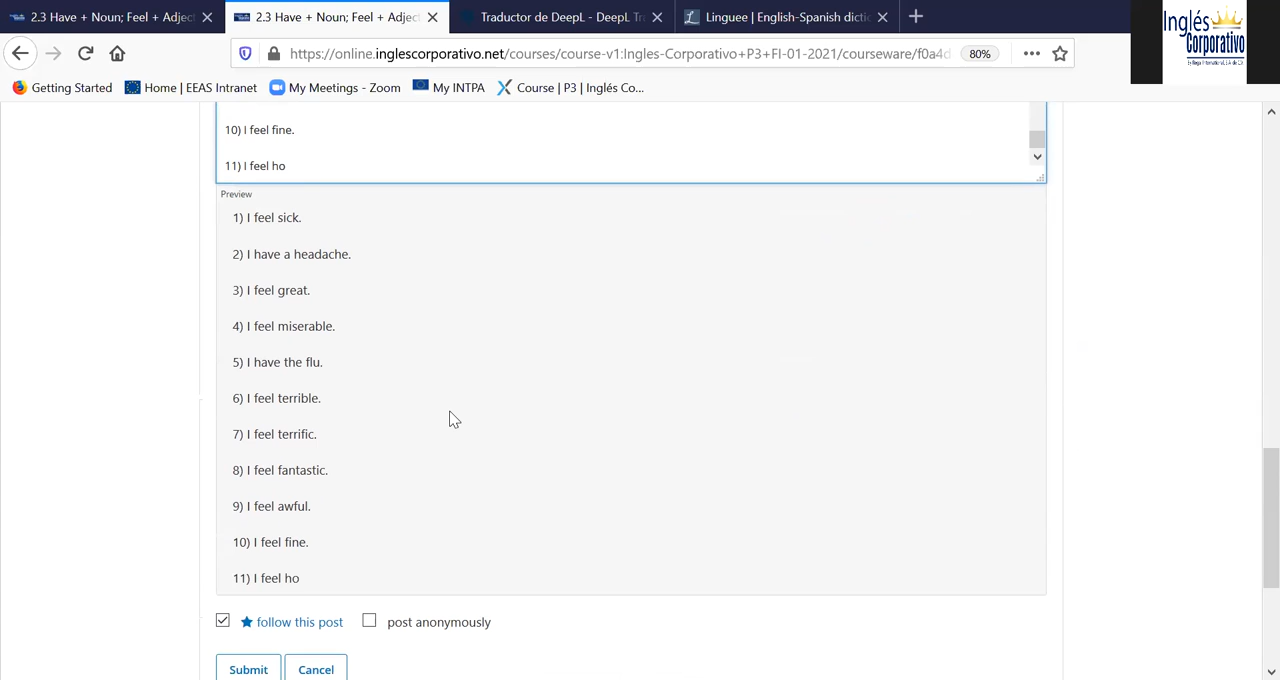 2.3 Have + Noun; Feel + Adject
2.3 Have + Noun; Feel + Adject
Traductor de DeepL - DeepL Tr
Linguee | English-Spanish dictio
https://online.inglescorporativo.net/courses/course-v1:Ingles-Corporativo+P3+FI-01-2021/courseware/f0a4d
80%
Inglés
Corporativo
Getting Started
Home | EEAS Intranet
My Meetings - Zoom
My INTPA
Course | P3 | Inglés Co...
10) I feel fine.
11) I feel ho
Preview
1) I feel sick.
2) I have a headache.
3) I feel great.
4) I feel miserable.
5) I have the flu.
6) I feel terrible.
7) I feel terrific.
8) I feel fantastic.
9) I feel awful.
10) I feel fine.
11) I feel ho
follow this post
post anonymously
Submit
Cancel